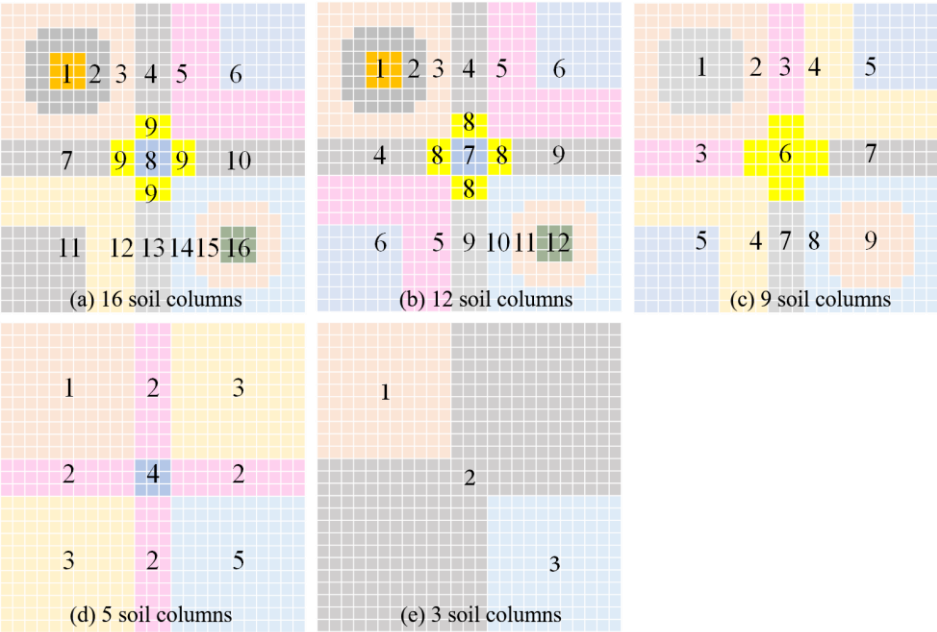 1 2 3 4 5 6
9
7 9 8 9 10
9
11 12 13 14 15 16
(a) 16 soil columns
1 2 3 4 5 6
8
4 8 7 8 9
8
6 5 9 10 11 12
(b) 12 soil columns
1 2 3 4 5
3 6 7
5 4 7 8 9
(c) 9 soil columns
1 2 3
2 4 2
3 2 5
(d) 5 soil columns
1
2
3
(e) 3 soil columns